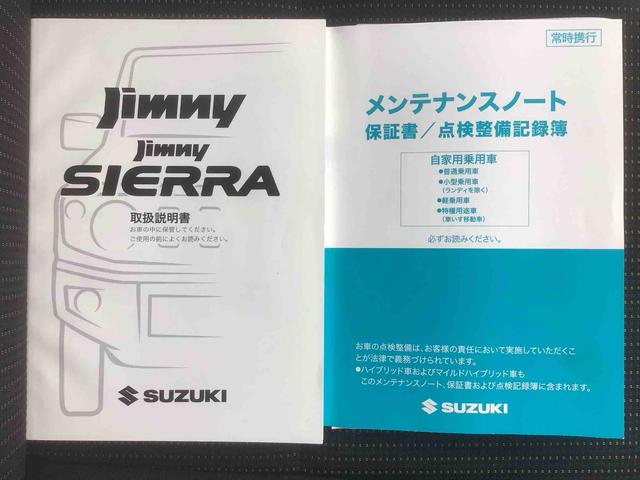 Jimny
Jimny
SIERRA
取扱説明書
お車の中に保管してください。
ご使用の前によくお読みください。
SUZUKI
常時携行
メンテナンスノート
保証書／点検整備記録簿
自家用乗用車
●普通乗用車
●小型乗用車
（ランディを除く）
●軽乗用車
●特種用途車
（車いす移動車）
必ずお読みください。
お車の点検整備は、お客様の責任において実施していただくこ
とが法律で義務づけられています。
●ハイブリッド車およびマイルドハイブリッド車も
このメンテナンスノート、保証書および点検記録簿に含まれます。
SUZUKI